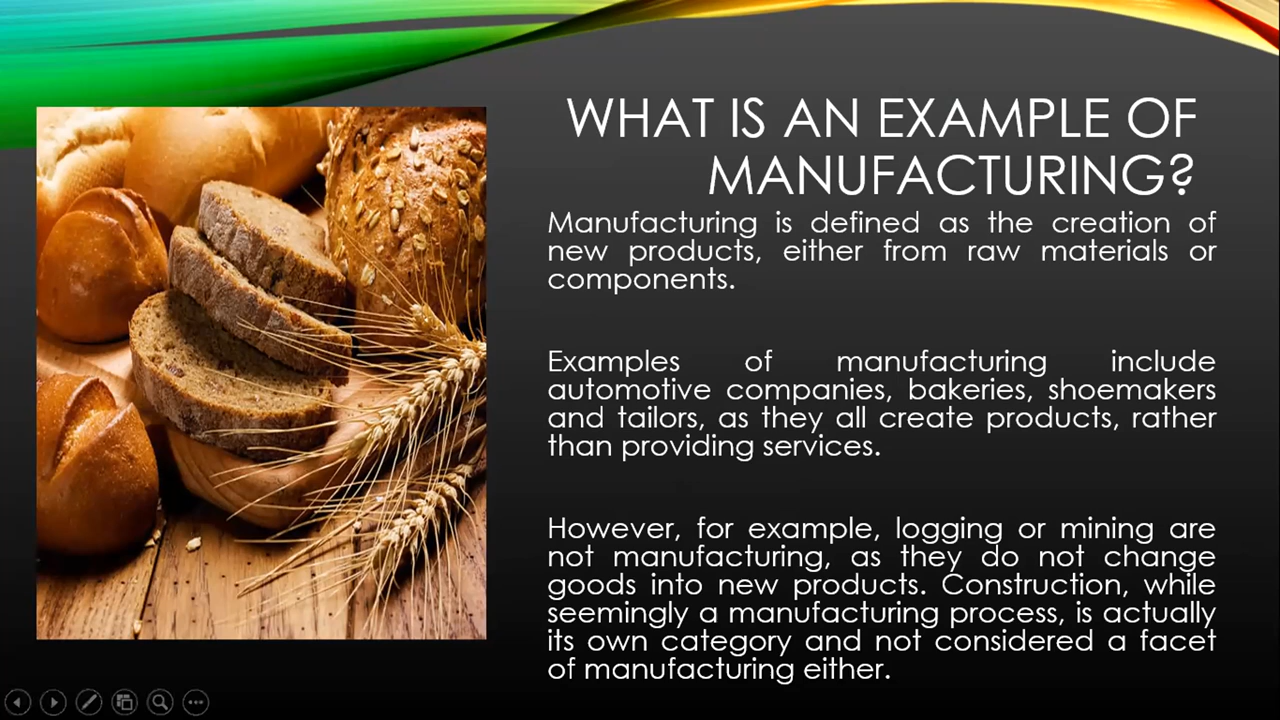 WHAT IS AN EXAMPLE OF
MANUFACTURING?
Manufacturing is defined as the creation of
new products, either from raw materials or
components.
Examples of manufacturing include
automotive companies, bakeries, shoemakers
and tailors, as they all create products, rather
than providing services.
However, for example, logging or mining are
not manufacturing, as they do not change
goods into new products. Construction, while
seemingly a manufacturing process, is actually
its own category and not considered a facet
of manufacturing either.